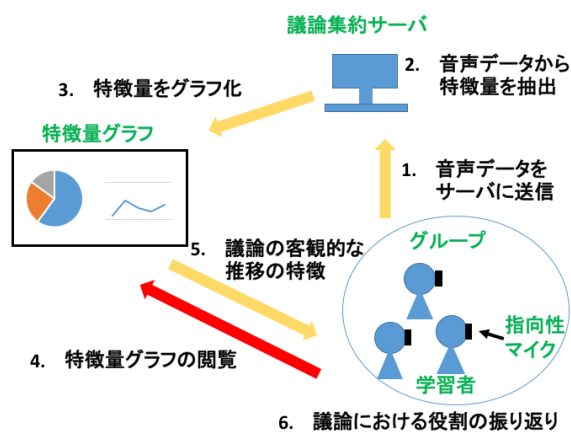 議論集約サーバ
2. 音声データから
特徴量を抽出
3. 特徴量をグラフ化
特徴量グラフ
1. 音声データを
サーバに送信
グループ
5. 議論の客観的な
推移の特徴
指向性
マイク
4. 特徴量グラフの閲覧
学習者
6. 議論における役割の振り返り